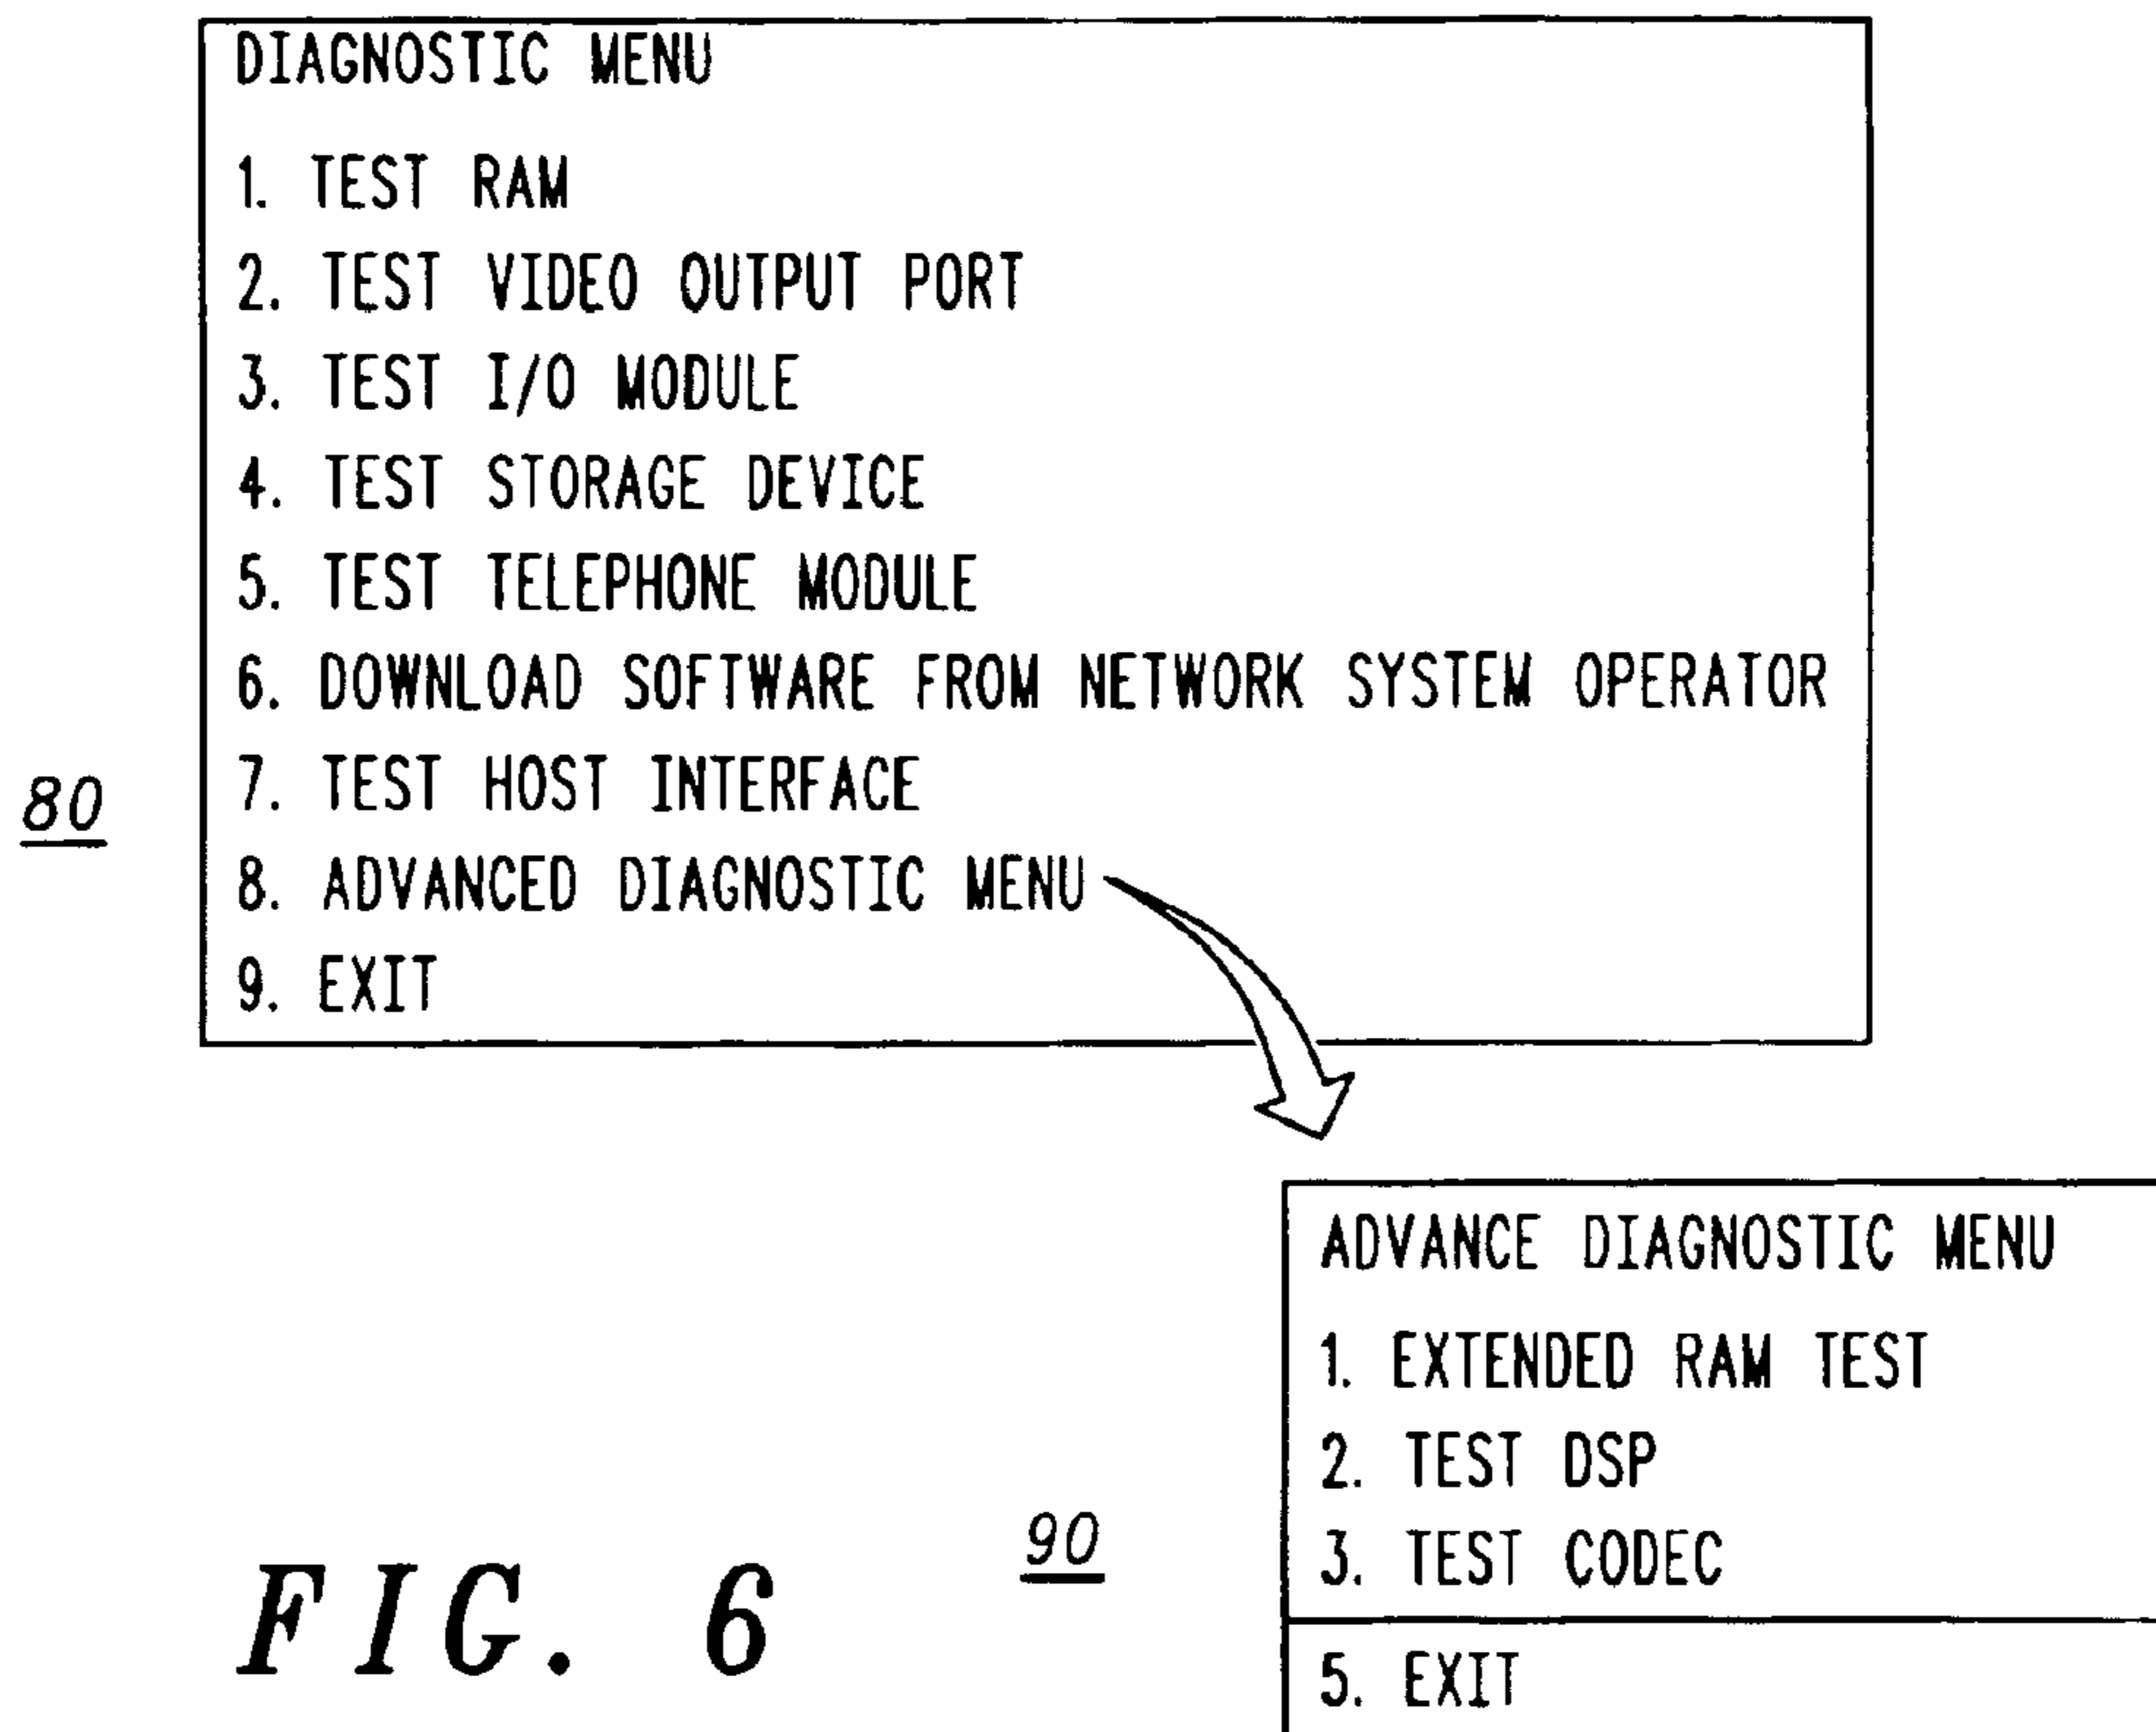 DIAGNOSTIC MENU
1. TEST RAM
2. TEST VIDEO OUTPUT PORT
3. TEST I/O MODULE
4. TEST STORAGE DEVICE
5. TEST TELEPHONE MODULE
6. DOWNLOAD SOFTWARE FROM NETWORK SYSTEM OPERATOR
7. TEST HOST INTERFACE
8. ADVANCED DIAGNOSTIC MENU
9. EXIT
80
ADVANCE DIAGNOSTIC MENU
1. EXTENDED RAM TEST
2. TEST DSP
3. TEST CODEC
5. EXIT
90
FIG. 6